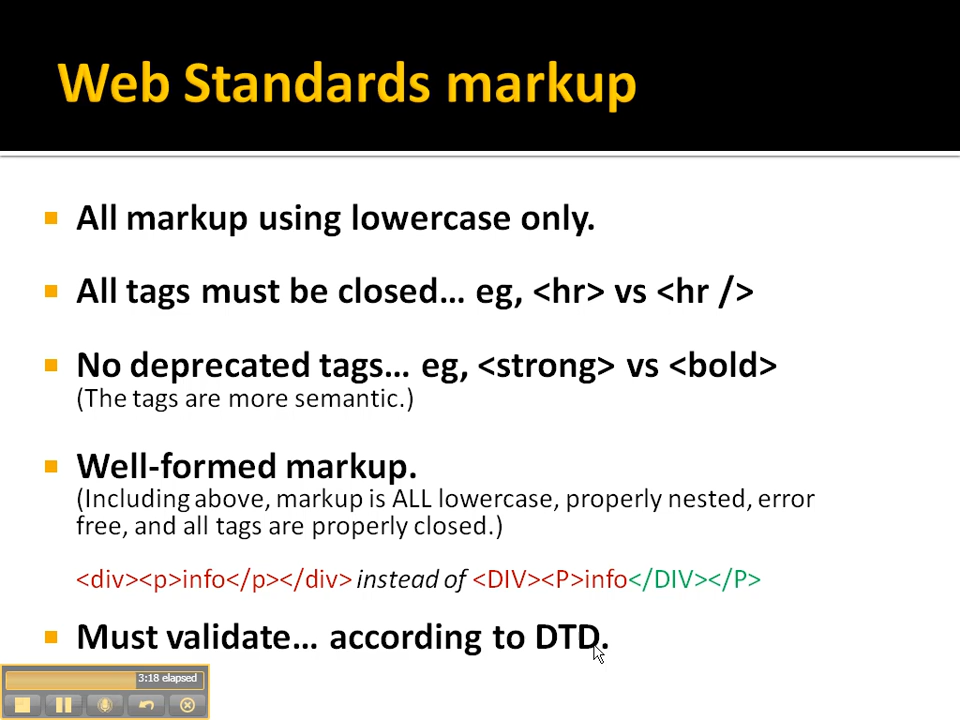 Web Standards markup
All markup using lowercase only.
All tags must be closed… eg, <hr> vs <hr />
No deprecated tags… eg, <strong> vs <bold>
(The tags are more semantic.)
Well-formed markup.
(Including above, markup is ALL lowercase, properly nested, error
free, and all tags are properly closed.)
<div><p>info</p></div> instead of <DIV><P>info</DIV></P>
Must validate… according to DTD.
3:18 elapsed